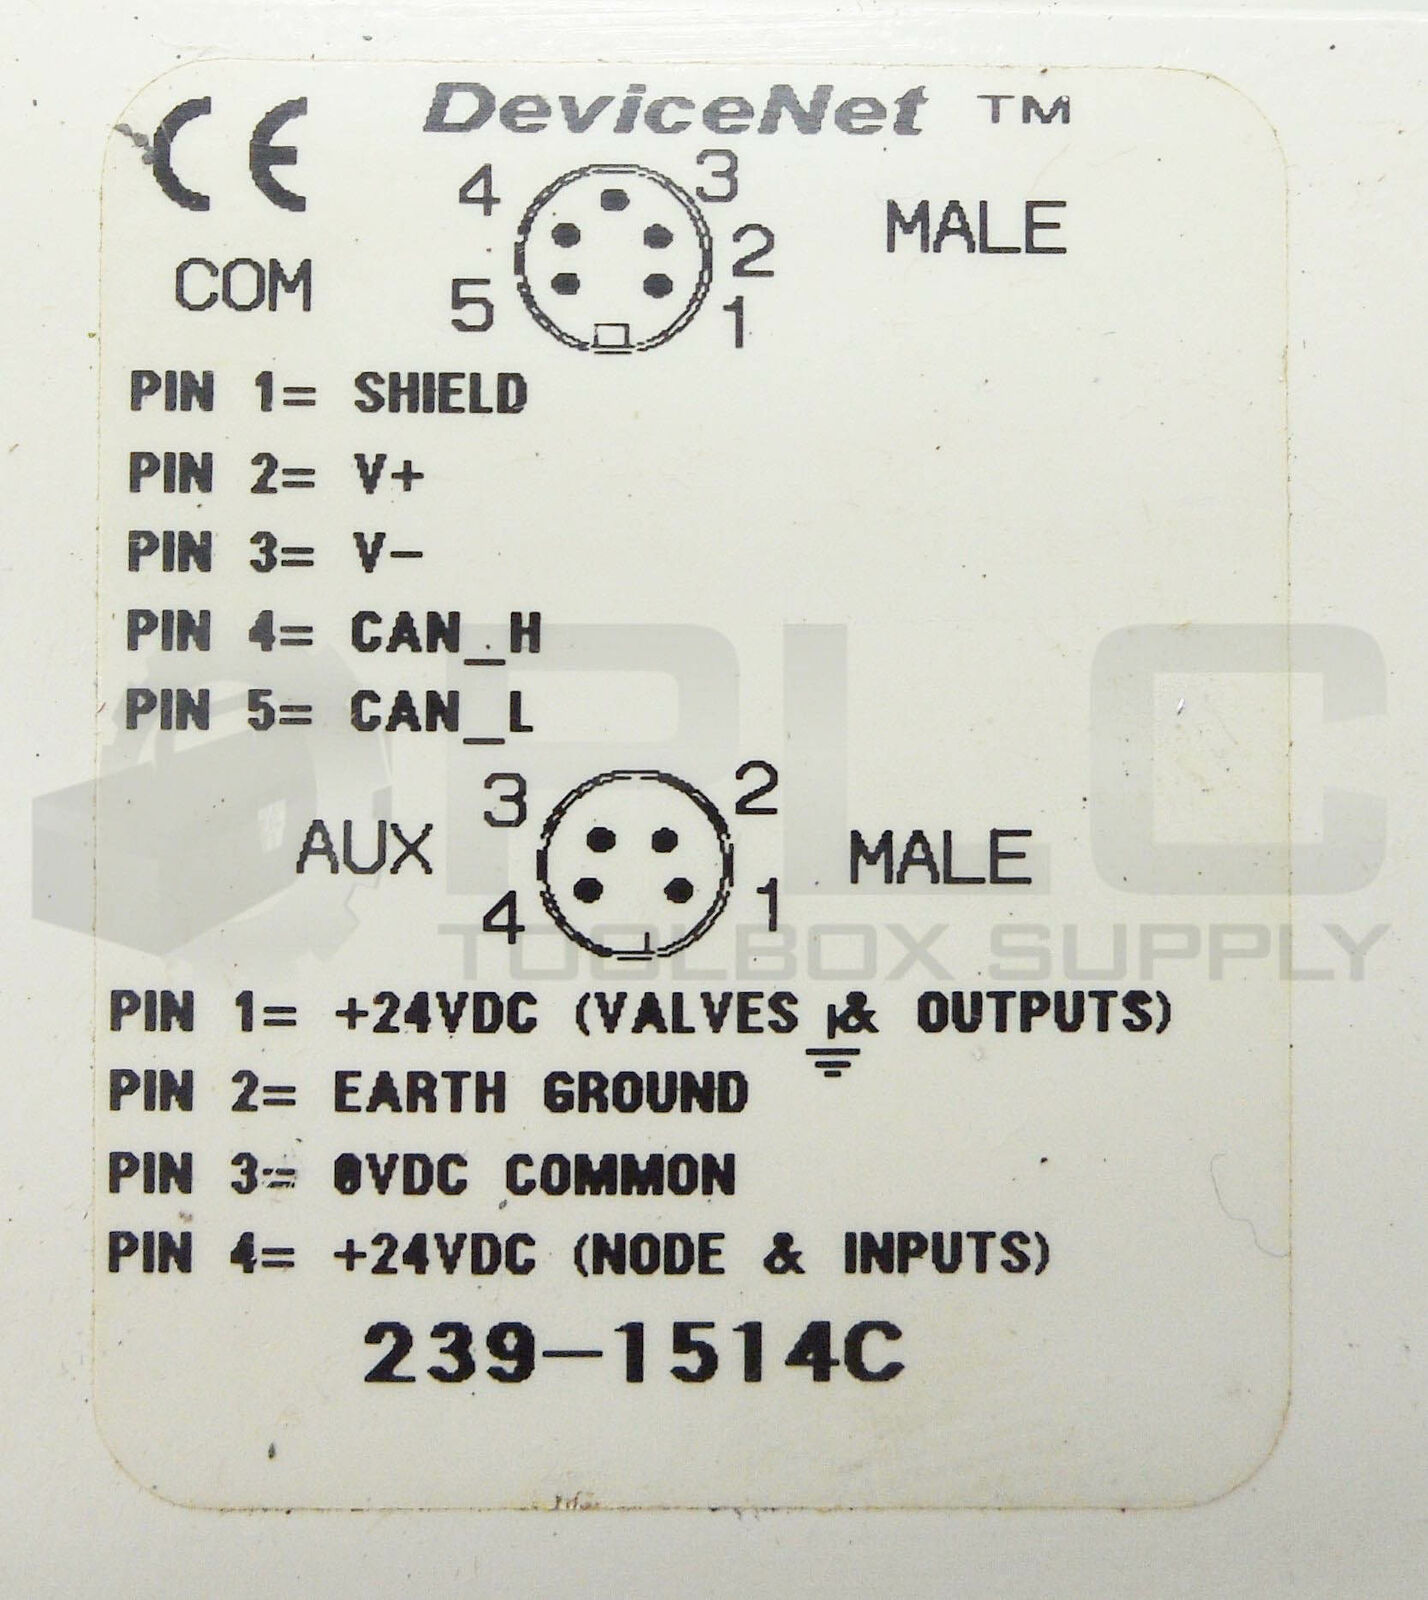 CE DeviceNet ™
4 3
MALE
2
COM
5 1
PIN 1= SHIELD
PIN 2= V+
PIN 3= V-
PIN 4= CAN_H
PIN 5= CAN_L
3 2
AUX MALE
4 1
PLC
TOOLBOX SUPPLY
PIN 1= +24VDC (VALVES & OUTPUTS)
PIN 2= EARTH GROUND
PIN 3= 0VDC COMMON
PIN 4= +24VDC (NODE & INPUTS)
239-1514C